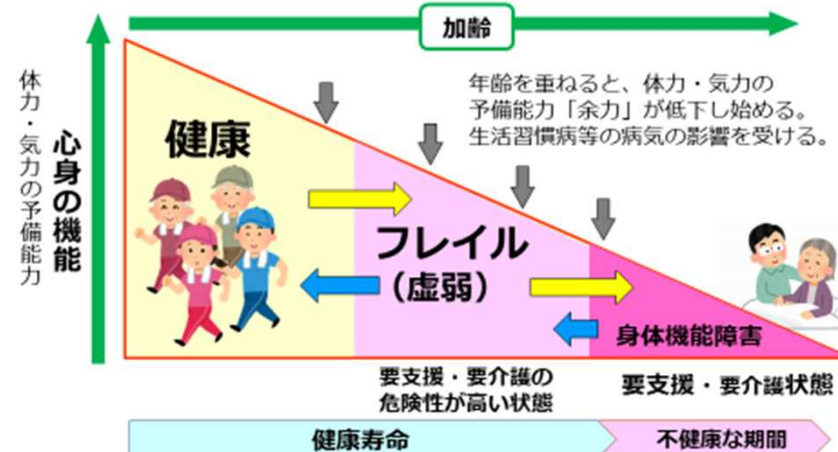 加齢
年齢を重ねると、体力・気力の
予備能力「余力」が低下し始める。
生活習慣病等の病気の影響を受ける。
体力・気力の予備能力
心身の機能
健康
フレイル
（虚弱）
身体機能障害
要支援・要介護の
危険性が高い状態
要支援・要介護状態
健康寿命
不健康な期間